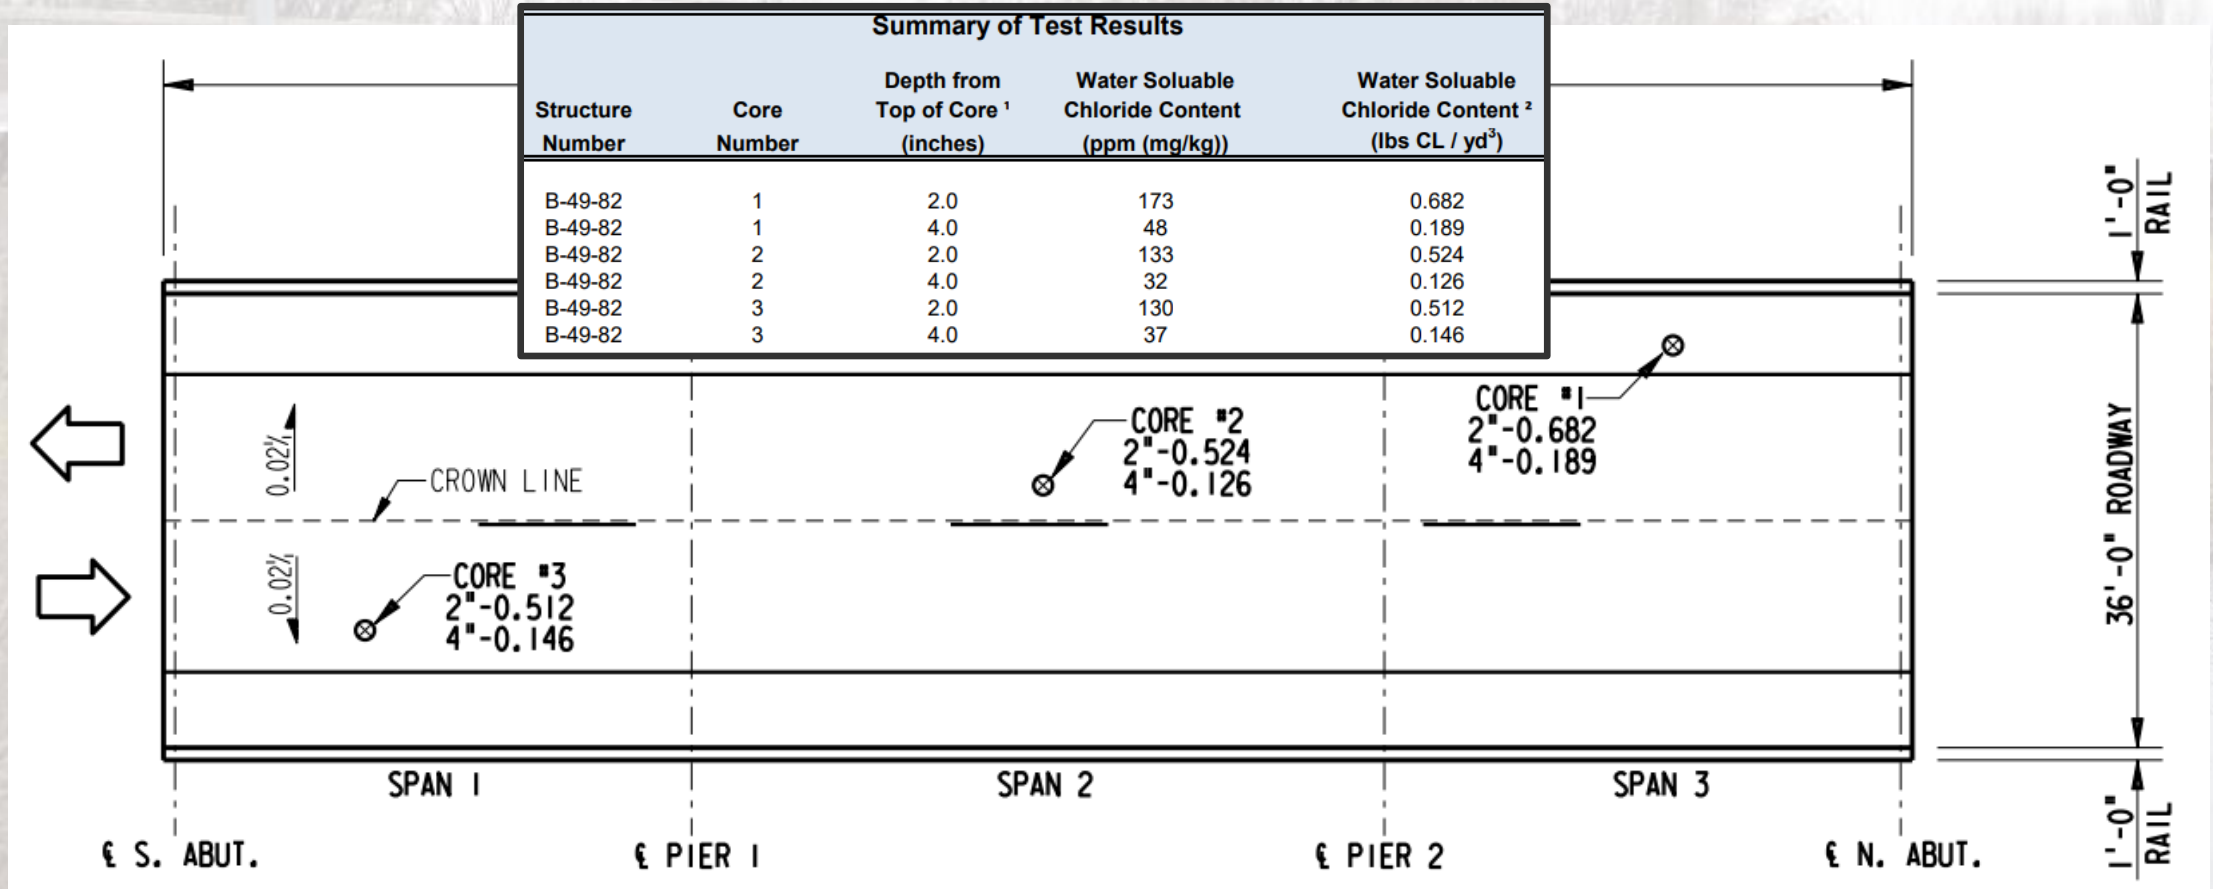 Summary of Test Results
Structure Number
Core Number
Depth from Top of Core ¹ (inches)
Water Soluable Chloride Content (ppm (mg/kg))
Water Soluable Chloride Content ² (lbs CL / yd³)
B-49-82 1 2.0 173 0.682
B-49-82 1 4.0 48 0.189
B-49-82 2 2.0 133 0.524
B-49-82 2 4.0 32 0.126
B-49-82 3 2.0 130 0.512
B-49-82 3 4.0 37 0.146
1'-0"
RAIL
CORE #1
2"-0.682
4"-0.189
CORE #2
2"-0.524
4"-0.126
0.02%
CROWN LINE
36'-0" ROADWAY
0.02%
CORE #3
2"-0.512
4"-0.146
SPAN 1
SPAN 2
SPAN 3
1'-0"
RAIL
℄ S. ABUT.
℄ PIER 1
℄ PIER 2
℄ N. ABUT.